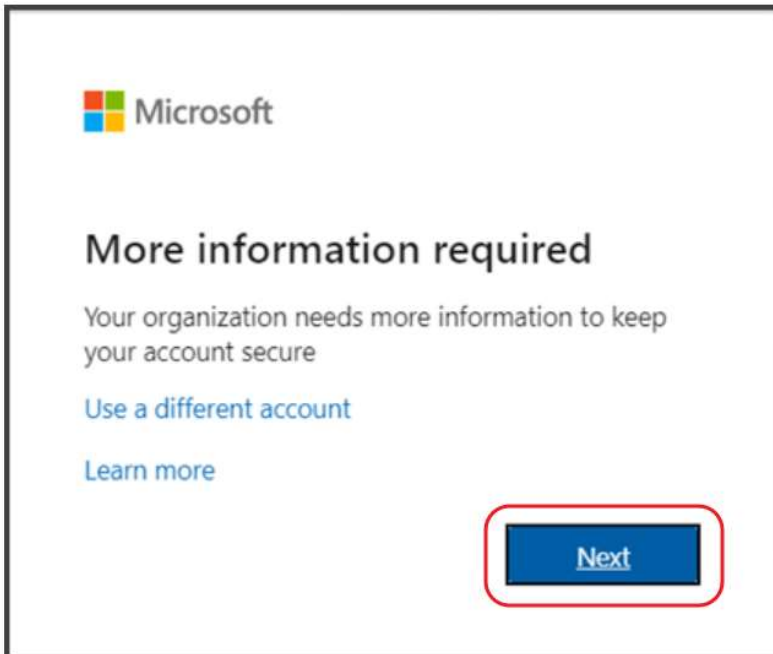 Microsoft
More information required
Your organization needs more information to keep
your account secure
Use a different account
Learn more
Next